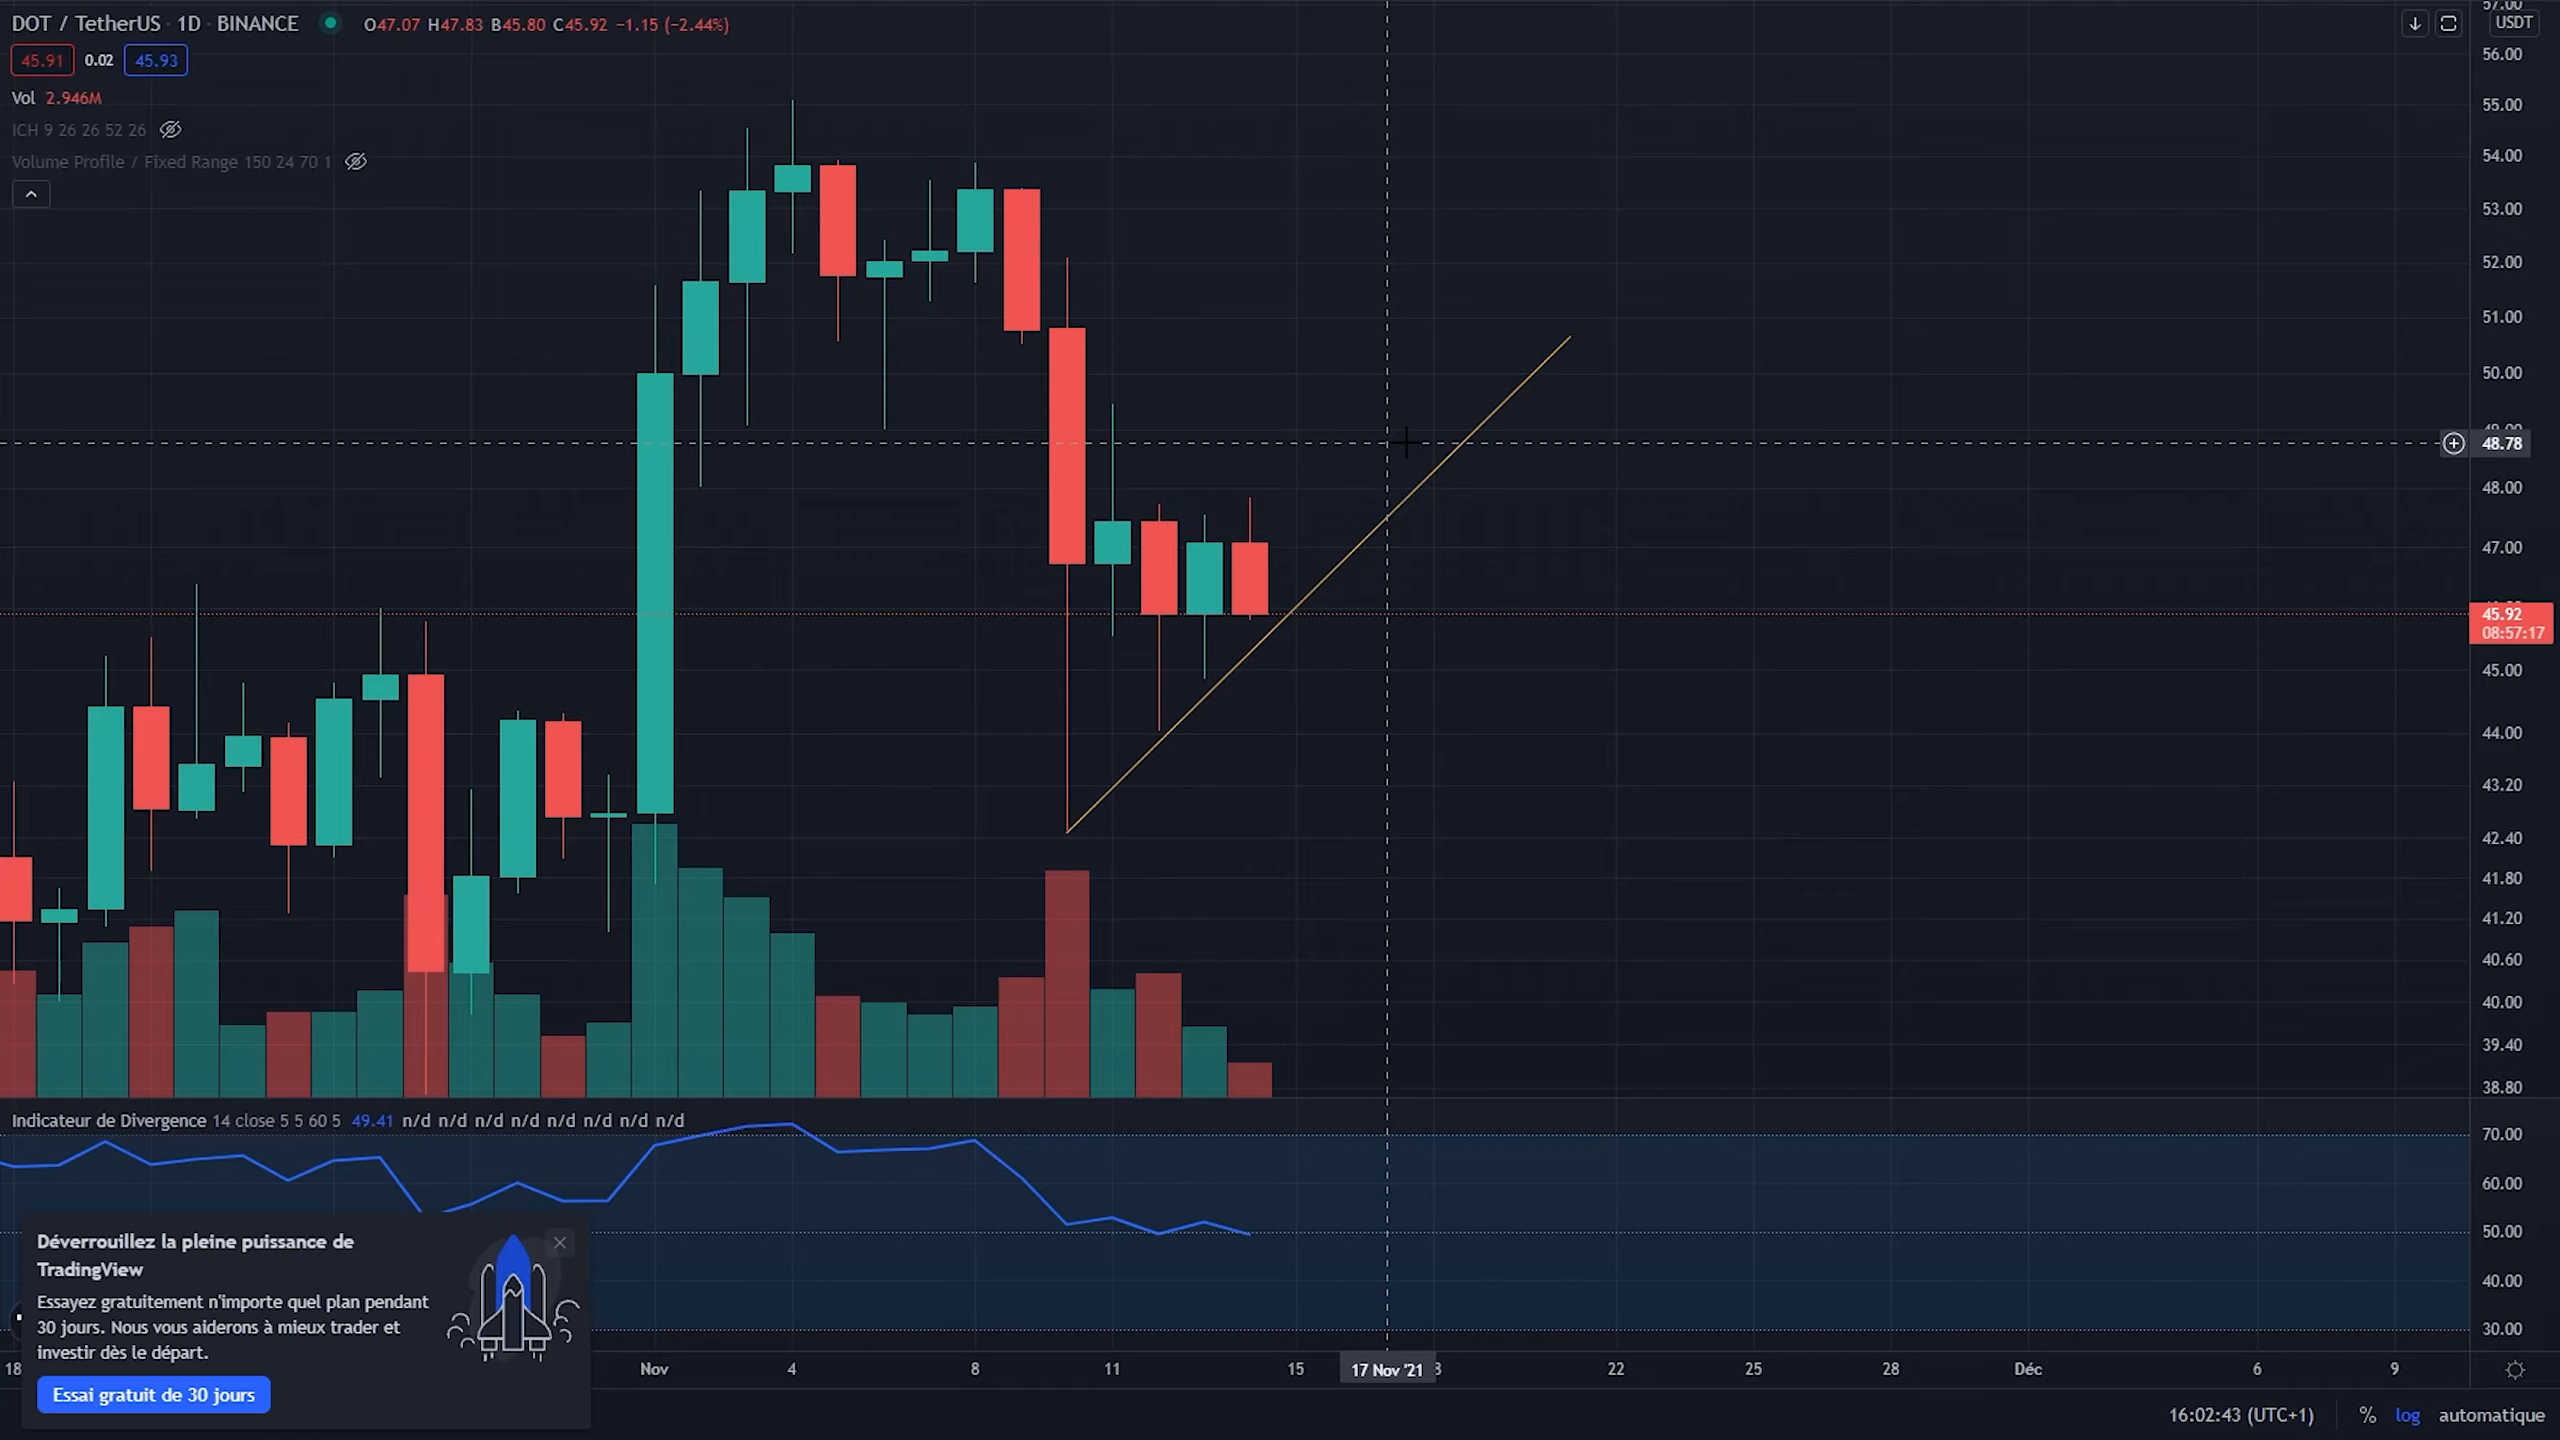 DOT / TetherUS · 1D · BINANCE O47.07 H47.83 B45.80 C45.92 −1.15 (−2.44%)
45.91 0.02 45.93
Vol 2.946M
ICH 9 26 26 52 26
Volume Profile / Fixed Range 150 24 70 1
USDT
57.00
56.00
55.00
54.00
53.00
52.00
51.00
50.00
49.00
48.78
48.00
47.00
45.92
08:57:17
45.00
44.00
43.20
42.40
41.80
41.20
40.60
40.00
39.40
38.80
Indicateur de Divergence 14 close 5 5 60 5 49.41 n/d n/d n/d n/d n/d n/d n/d n/d
70.00
60.00
50.00
40.00
30.00
Déverrouillez la pleine puissance de
TradingView
Essayez gratuitement n'importe quel plan pendant
30 jours. Nous vous aiderons à mieux trader et
investir dès le départ.
Essai gratuit de 30 jours
18 Nov 4 8 11 15 17 Nov '21 22 25 28 Déc 6 9
16:02:43 (UTC+1) % log automatique